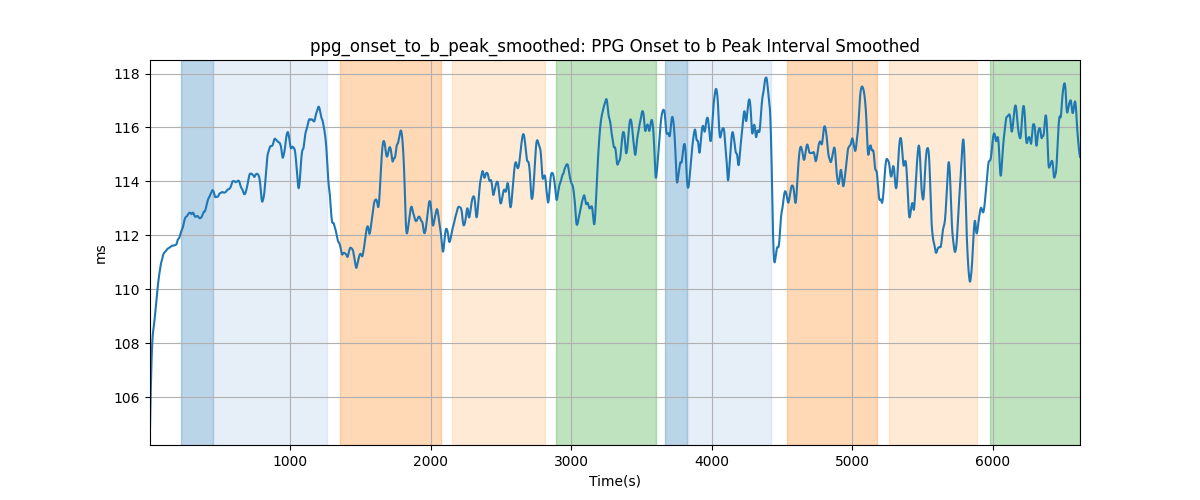 ppg_onset_to_b_peak_smoothed: PPG Onset to b Peak Interval Smoothed
118
116
114
112
110
108
106
ms
1000 2000 3000 4000 5000 6000
Time(s)